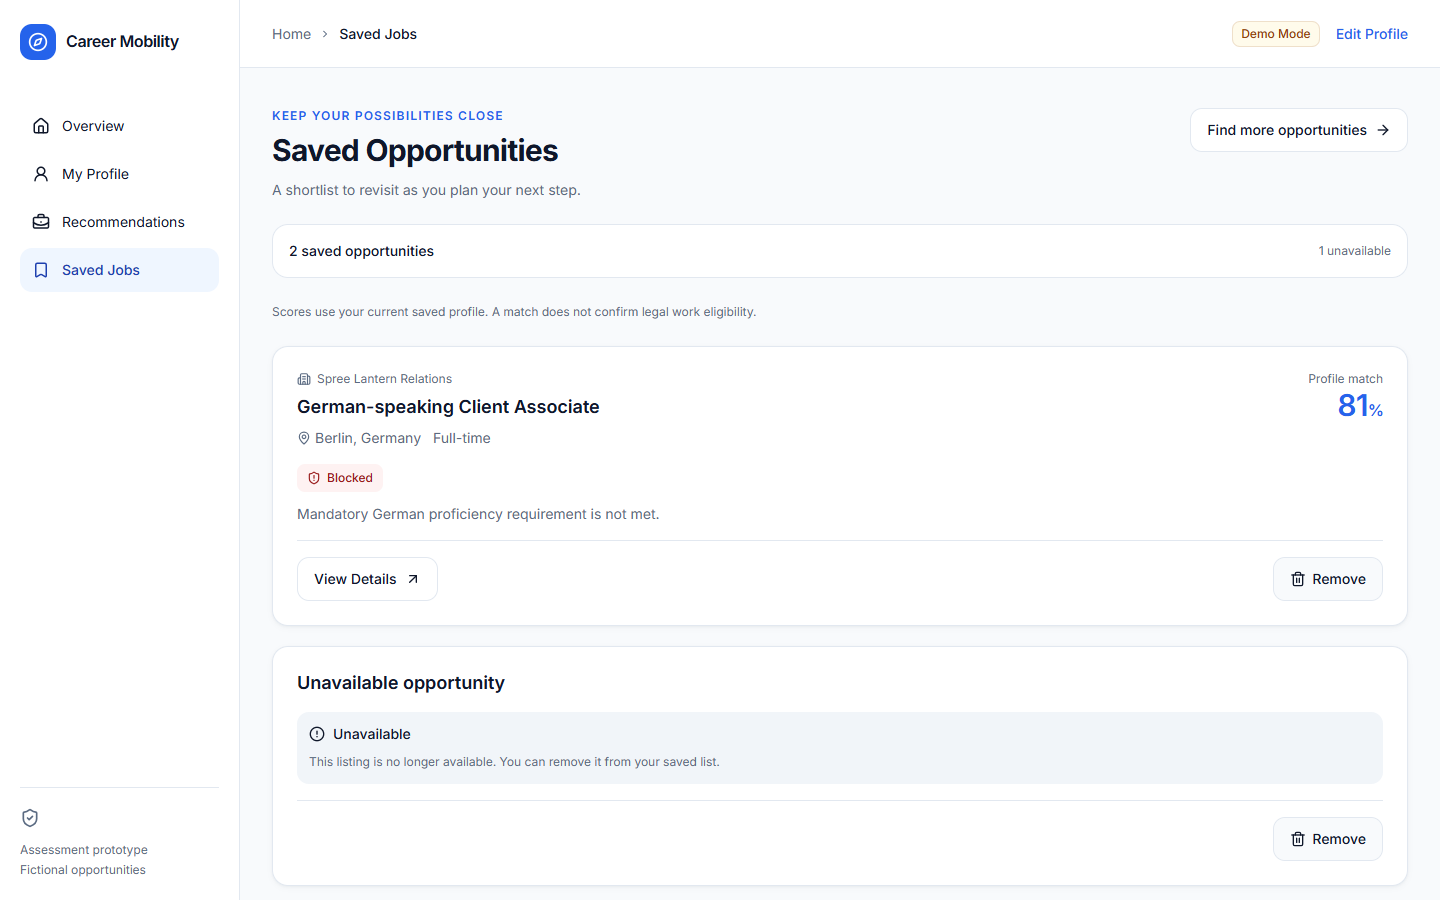 Career Mobility
Overview
My Profile
Recommendations
Saved Jobs
Assessment prototype
Fictional opportunities
Home > Saved Jobs
Demo Mode
Edit Profile
KEEP YOUR POSSIBILITIES CLOSE
Saved Opportunities
A shortlist to revisit as you plan your next step.
Find more opportunities
2 saved opportunities
1 unavailable
Scores use your current saved profile. A match does not confirm legal work eligibility.
Spree Lantern Relations
German-speaking Client Associate
Berlin, Germany Full-time
Profile match
81%
Blocked
Mandatory German proficiency requirement is not met.
View Details
Remove
Unavailable opportunity
Unavailable
This listing is no longer available. You can remove it from your saved list.
Remove